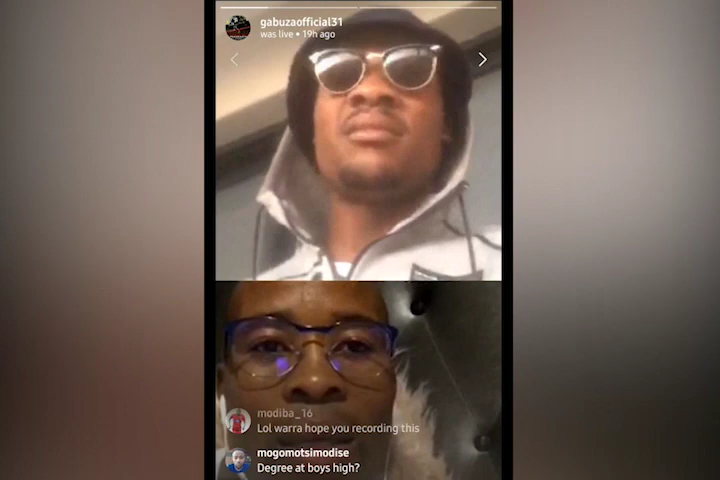 gabuzaofficial31
was live • 19h ago
modiba_16
Lol warra hope you recording this
mogomotsimodise
Degree at boys high?